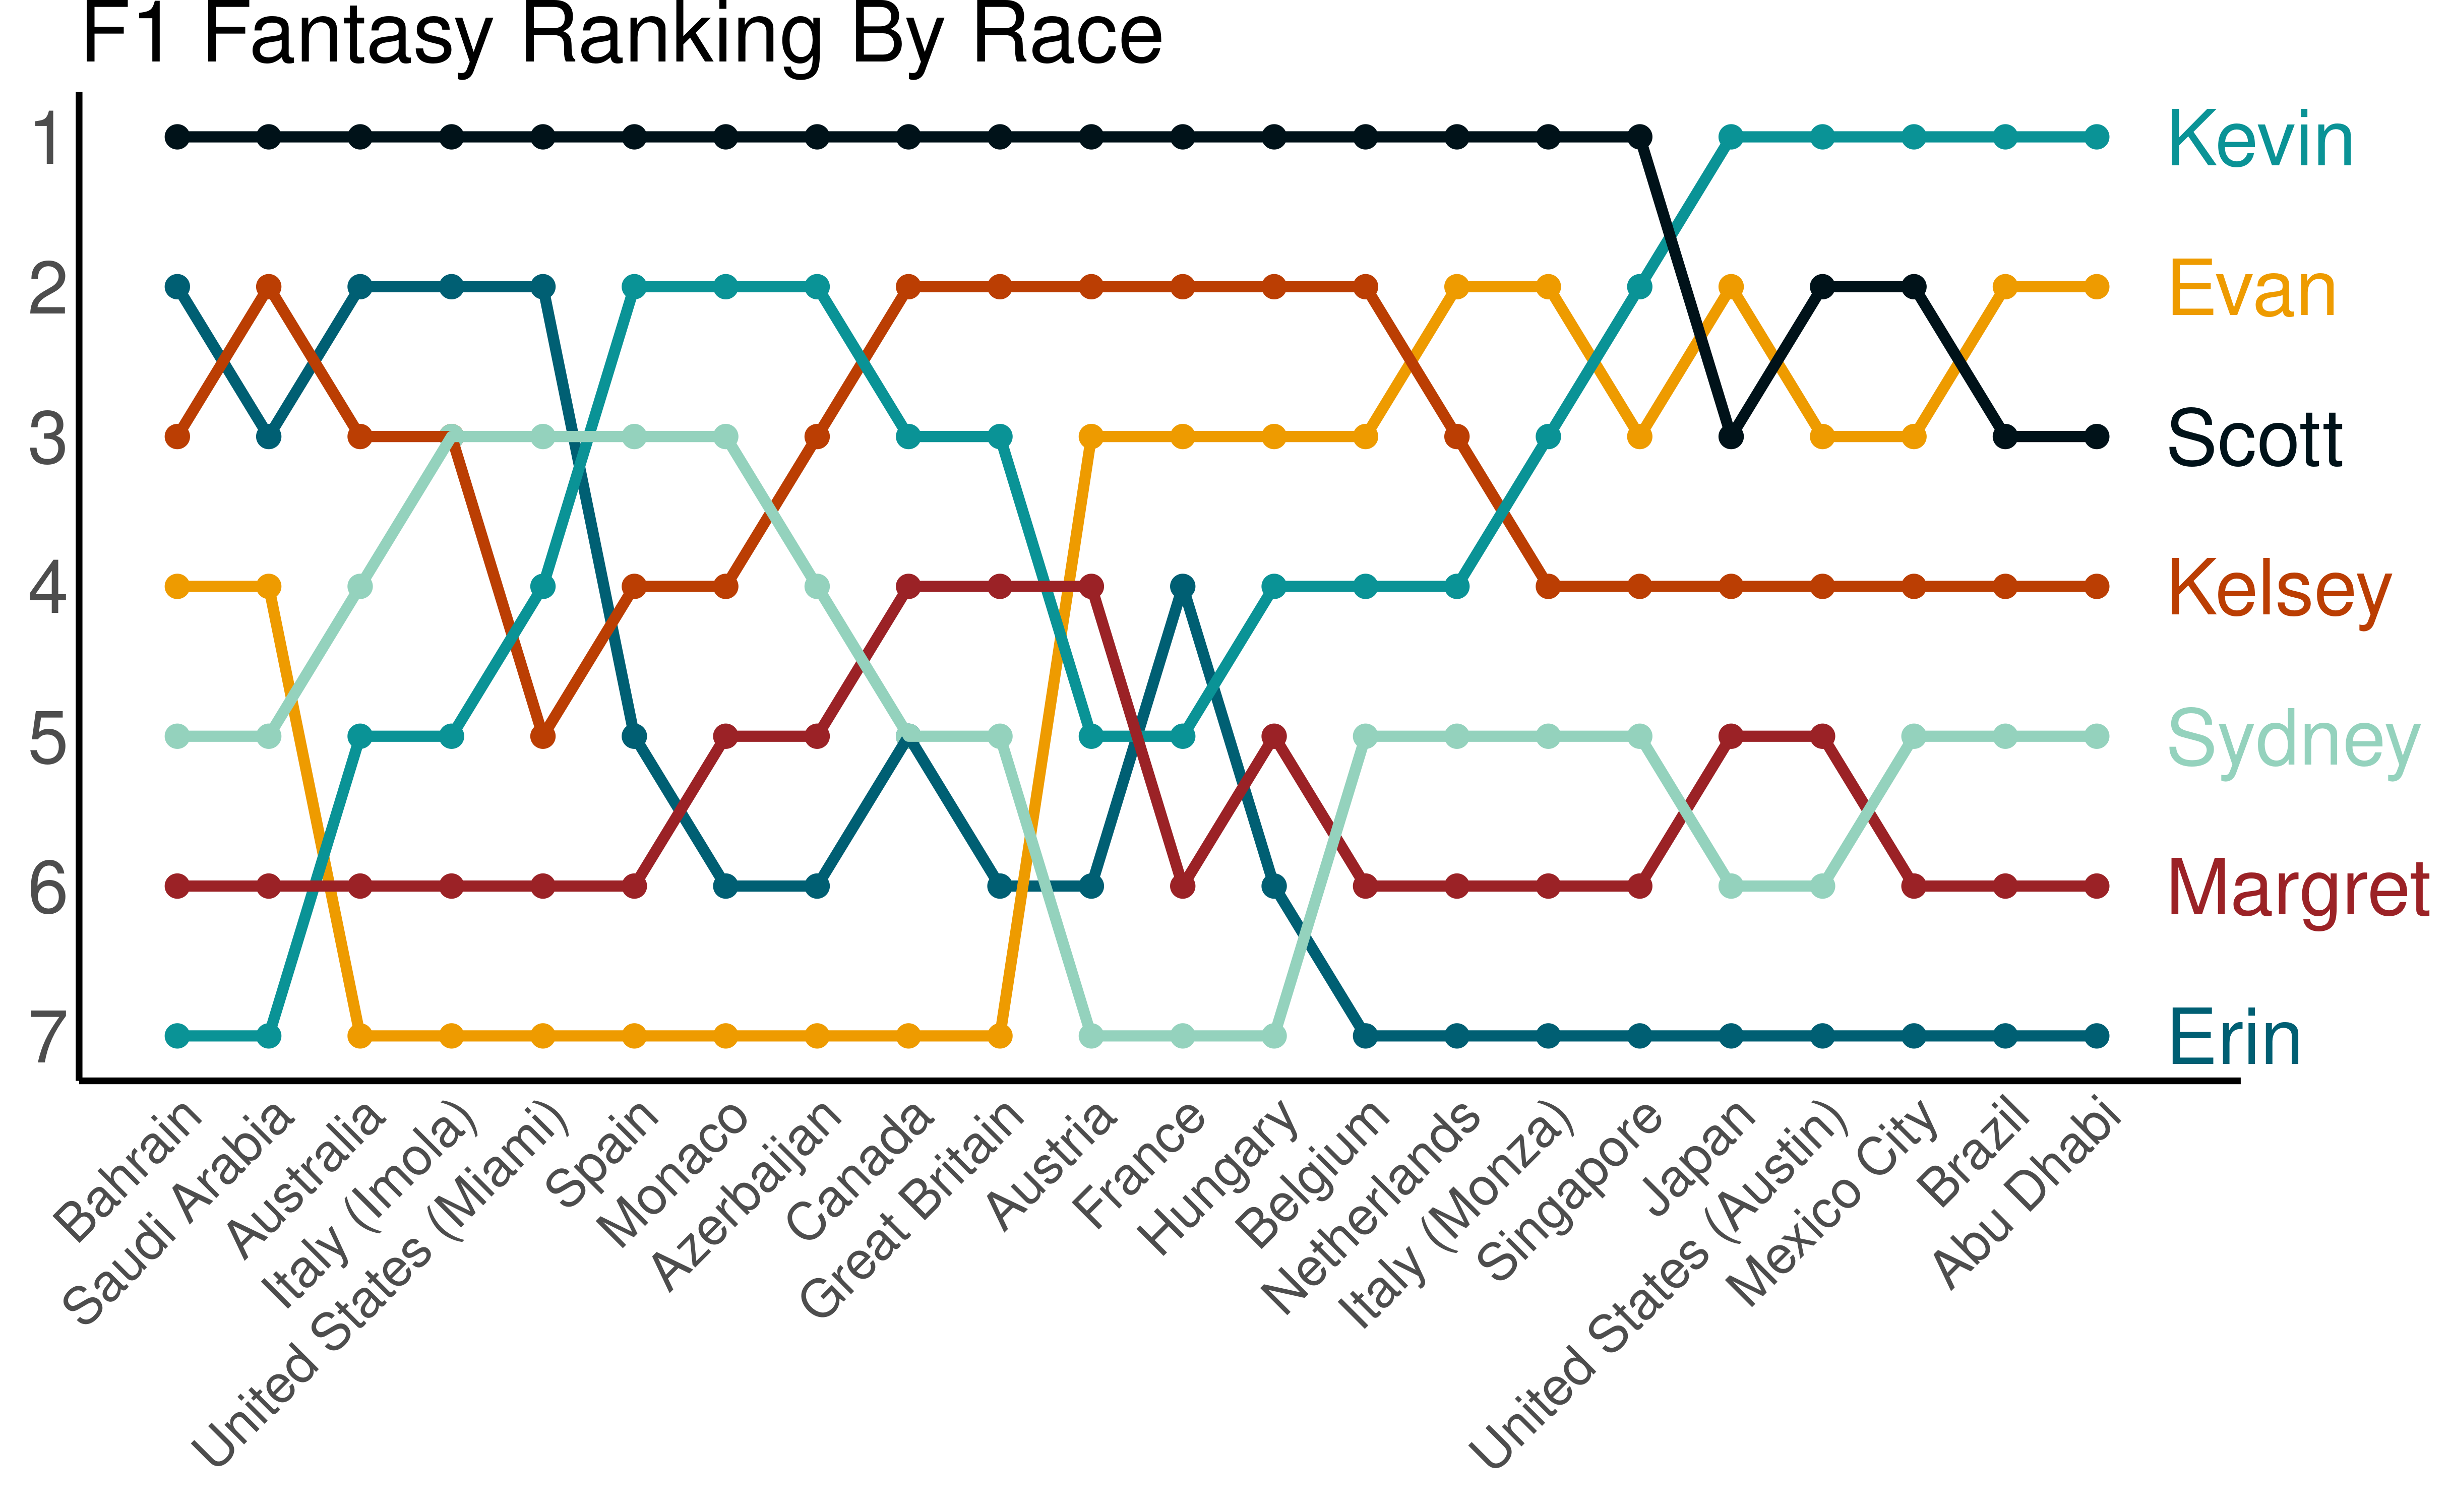 F1 Fantasy Ranking By Race
1
2
3
4
5
6
7
Kevin
Evan
Scott
Kelsey
Sydney
Margret
Erin
Bahrain
Saudi Arabia
Australia
Italy (Imola)
United States (Miami)
Spain
Monaco
Azerbaijan
Canada
Great Britain
Austria
France
Hungary
Belgium
Netherlands
Italy (Monza)
Singapore
Japan
United States (Austin)
Mexico City
Brazil
Abu Dhabi